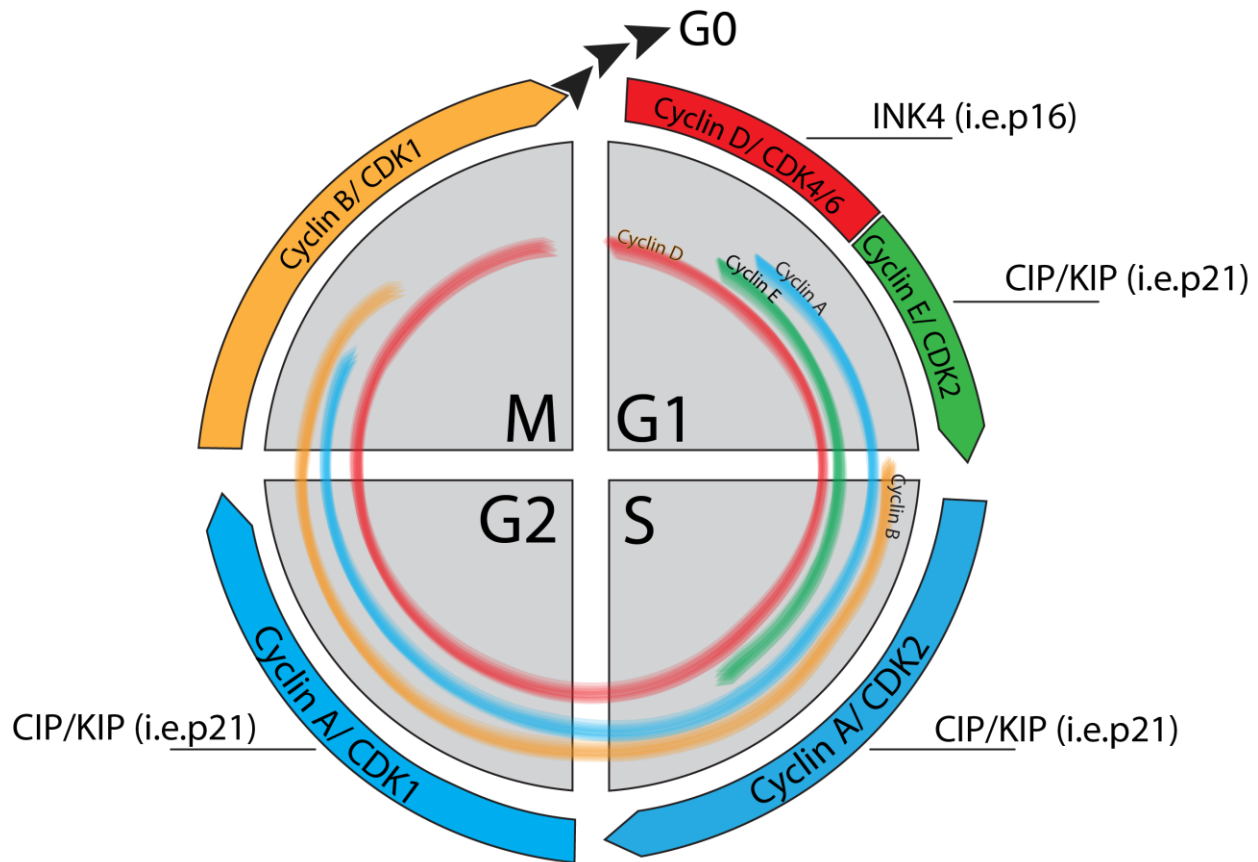 G0
Cyclin B/ CDK1
Cyclin D/ CDK4/6
INK4 (i.e.p16)
Cyclin E/ CDK2
CIP/KIP (i.e.p21)
Cyclin D
Cyclin E
Cyclin A
M
G1
G2
S
Cyclin B
Cyclin A/ CDK1
CIP/KIP (i.e.p21)
Cyclin A/ CDK2
CIP/KIP (i.e.p21)